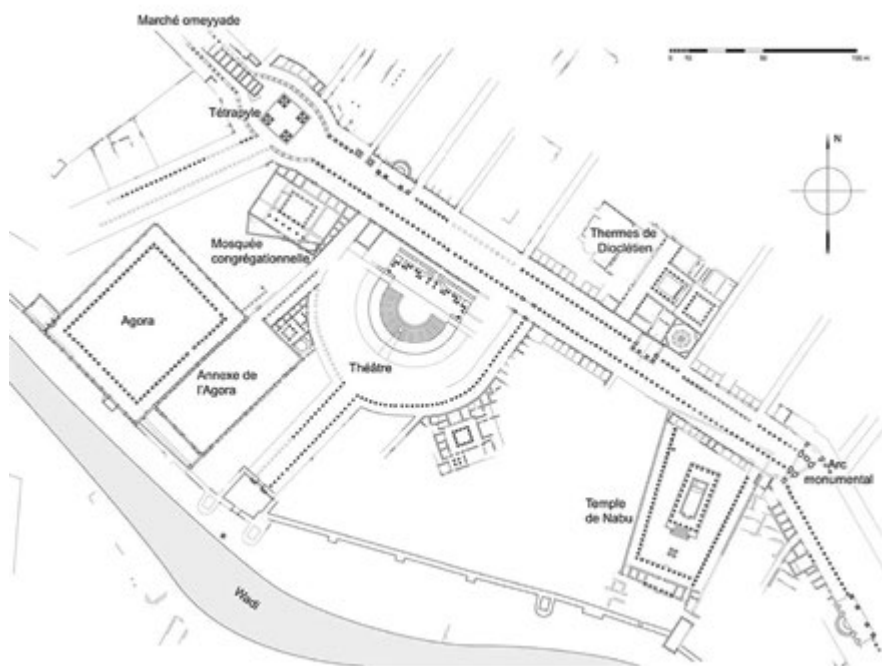 Marché omeyyade
0 10 50 100 m
Tétrapyle
N
Mosquée
congrégationnelle
Thermes de
Dioclétien
Agora
Annexe de
l'Agora
Théâtre
Arc
monumental
Temple
de Nabu
Wadi